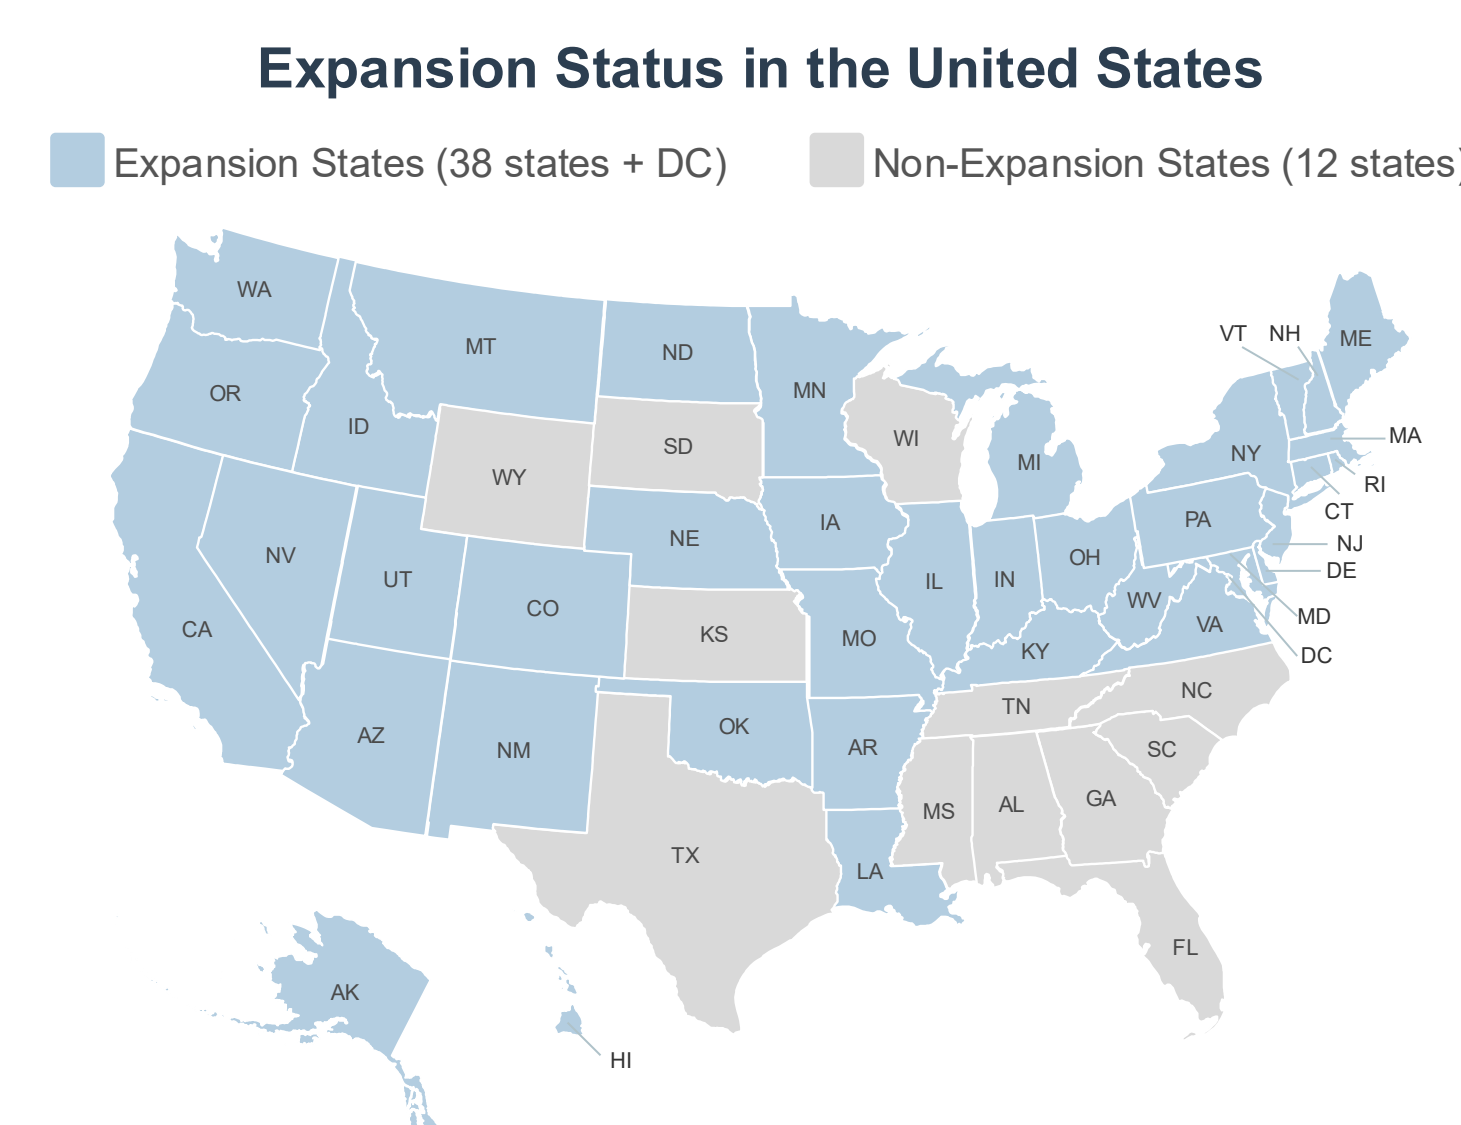 Expansion Status in the United States
Expansion States (38 states + DC)
Non-Expansion States (12 states)
WA
VT
NH
ME
MT
ND
MN
OR
ID
SD
WI
MI
NY
MA
WY
RI
CT
IA
PA
NE
NJ
NV
OH
DE
UT
IL
IN
CO
WV
MD
CA
KS
MO
VA
KY
DC
NC
TN
OK
AZ
NM
AR
SC
GA
AL
MS
TX
LA
FL
AK
HI